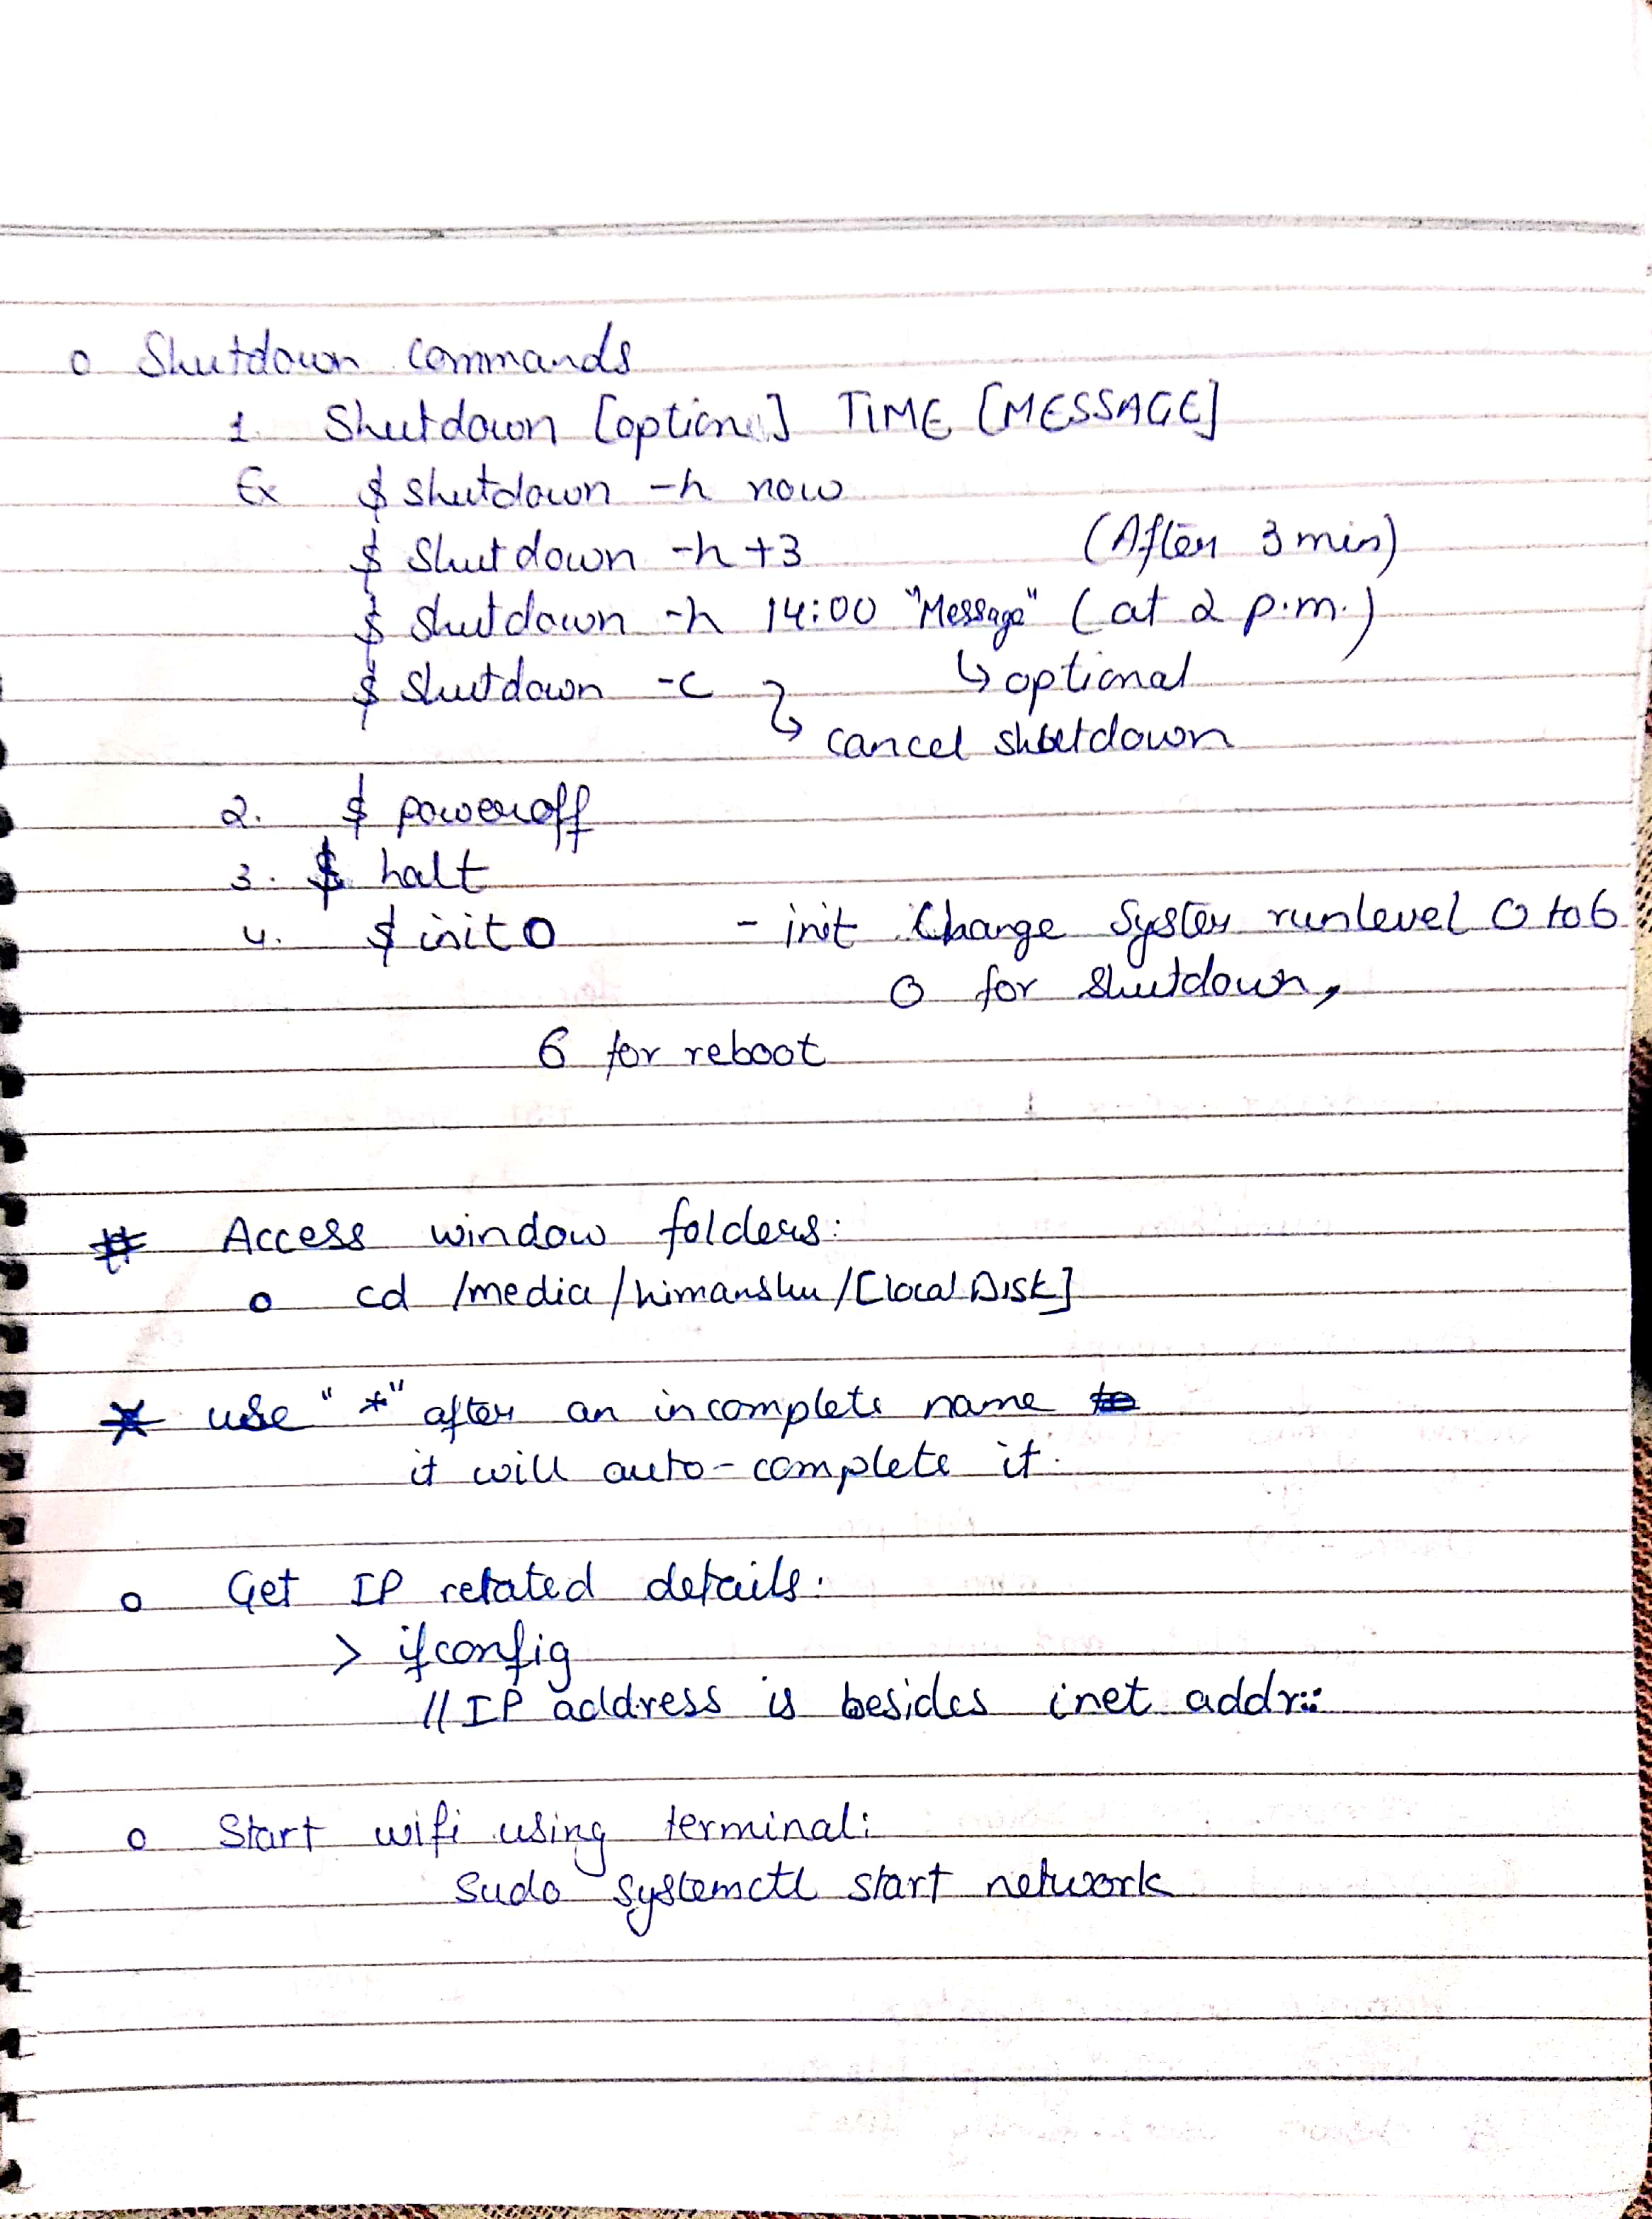 o Shutdown commands
1. Shutdown [option] TIME [MESSAGE]
Ex $ shutdown -h now
$ Shutdown -h +3 (After 3 min)
$ shutdown -h 14:00 "Message" (at 2 p.m.)
$ shutdown -c ↳ optional
↳ cancel shutdown
2. $ poweroff
3. $ halt
4. $ init 0 - init Change System runlevel 0 to 6
0 for shutdown,
6 for reboot
# Access window folders:
o cd /media/himanshu/[local Disk]
* use "*" after an incomplete name
it will auto-complete it.
o Get IP related details:
> ifconfig
// IP address is besides inet addr::
o Start wifi using terminal:
Sudo systemctl start network